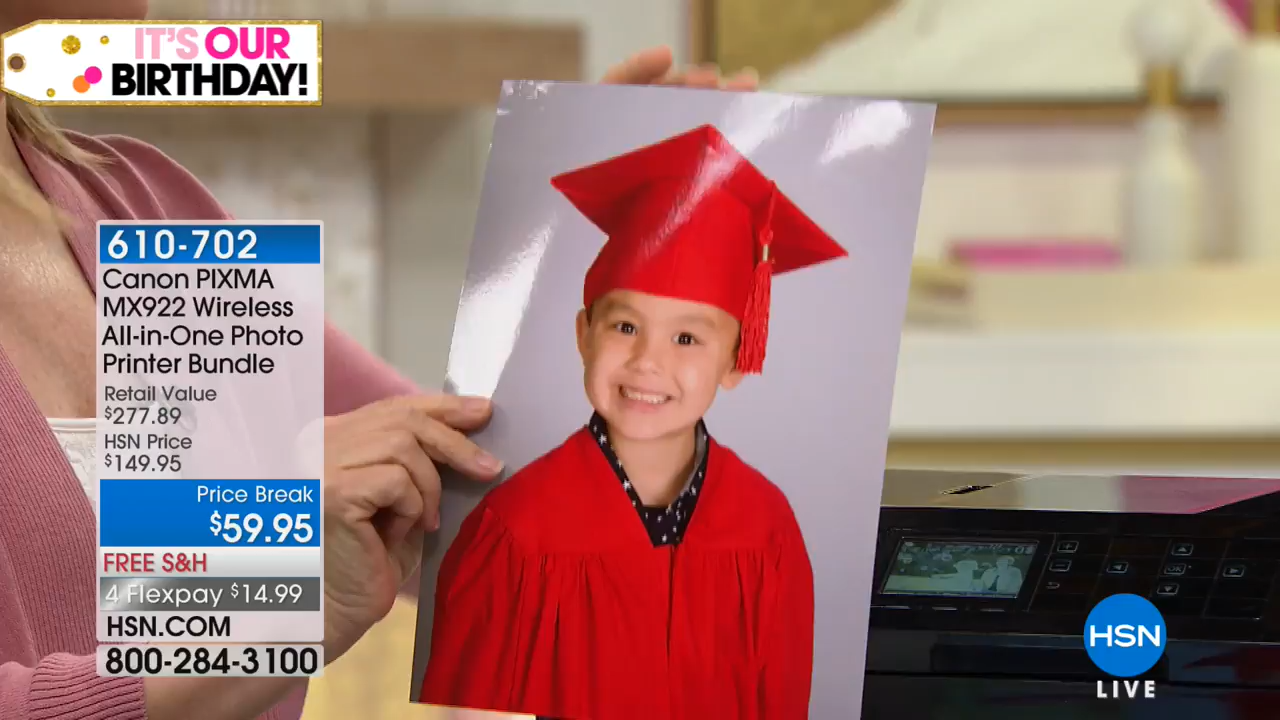 IT'S OUR
BIRTHDAY!
610-702
Canon PIXMA
MX922 Wireless
All-in-One Photo
Printer Bundle
Retail Value
$277.89
HSN Price
$149.95
Price Break
$59.95
FREE S&H
4 Flexpay $14.99
HSN.COM
800-284-3100
OK
HSN
LIVE